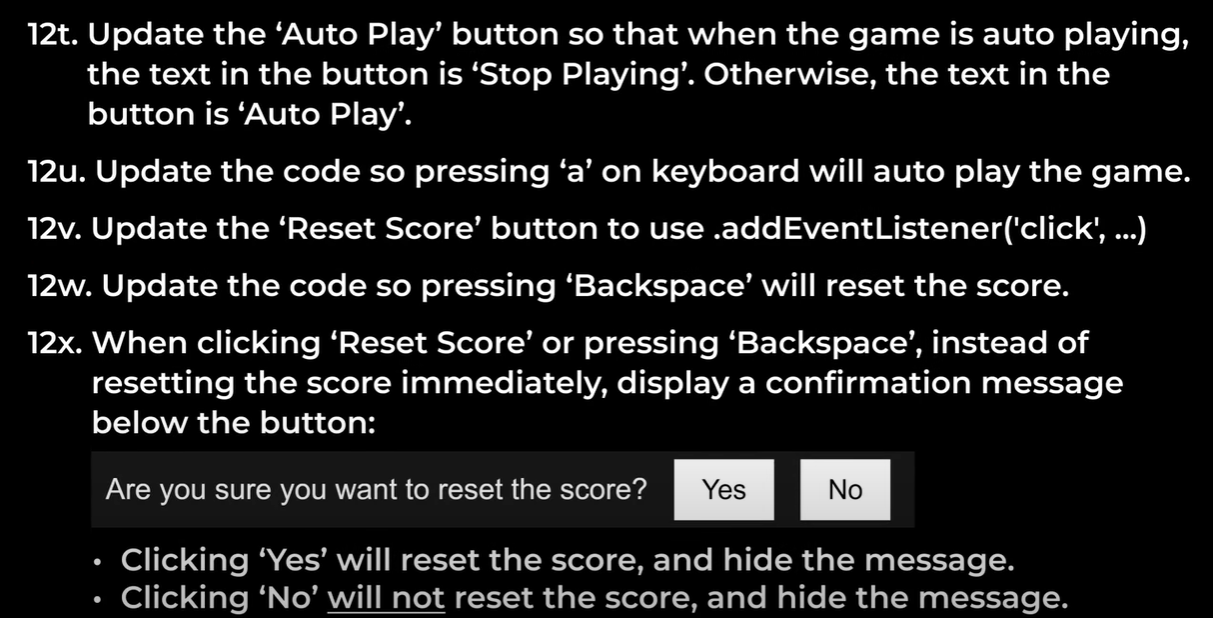 12t. Update the ‘Auto Play’ button so that when the game is auto playing,
the text in the button is ‘Stop Playing’. Otherwise, the text in the
button is ‘Auto Play’.
12u. Update the code so pressing ‘a’ on keyboard will auto play the game.
12v. Update the ‘Reset Score’ button to use .addEventListener('click', ...)
12w. Update the code so pressing ‘Backspace’ will reset the score.
12x. When clicking ‘Reset Score’ or pressing ‘Backspace’, instead of
resetting the score immediately, display a confirmation message
below the button:
Are you sure you want to reset the score? Yes No
• Clicking ‘Yes’ will reset the score, and hide the message.
• Clicking ‘No’ will not reset the score, and hide the message.